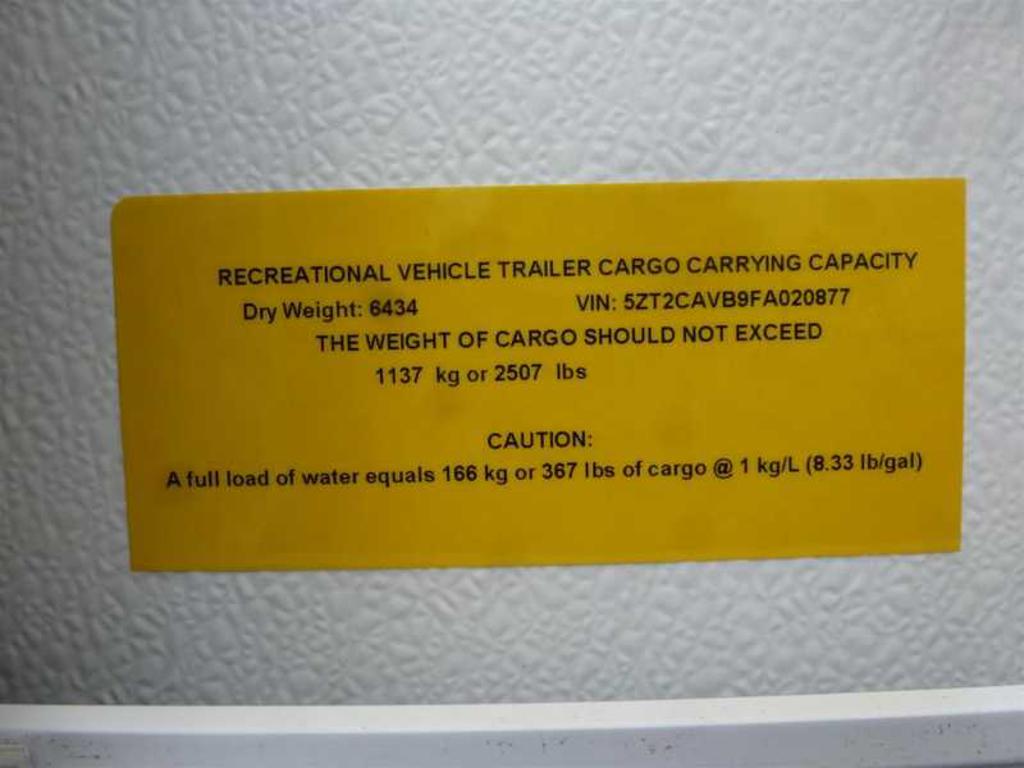 RECREATIONAL VEHICLE TRAILER CARGO CARRYING CAPACITY
Dry Weight: 6434 VIN: 5ZT2CAVB9FA020877
THE WEIGHT OF CARGO SHOULD NOT EXCEED
1137 kg or 2507 lbs
CAUTION:
A full load of water equals 166 kg or 367 lbs of cargo @ 1 kg/L (8.33 lb/gal)